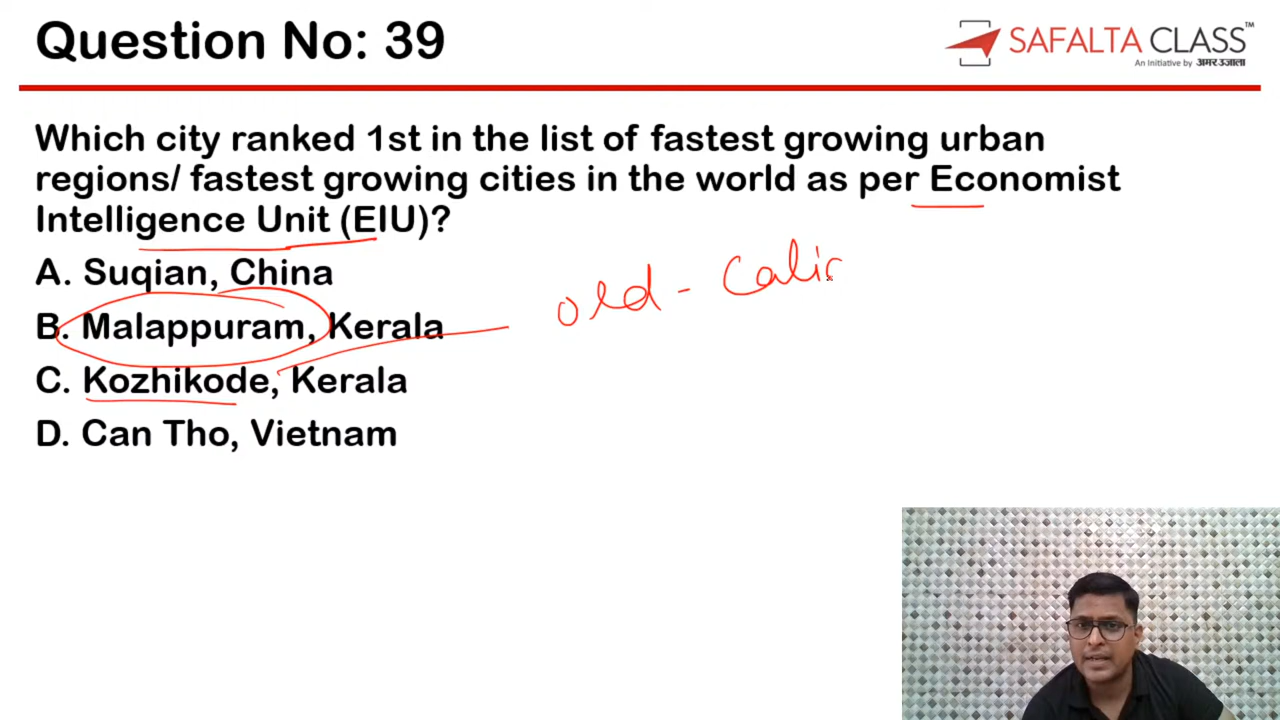 Question No: 39
SAFALTA CLASS™
An Initiative by अमर उजाला
Which city ranked 1st in the list of fastest growing urban
regions/ fastest growing cities in the world as per Economist
Intelligence Unit (EIU)?
A. Suqian, China
old - Calic
B. Malappuram, Kerala
C. Kozhikode, Kerala
D. Can Tho, Vietnam